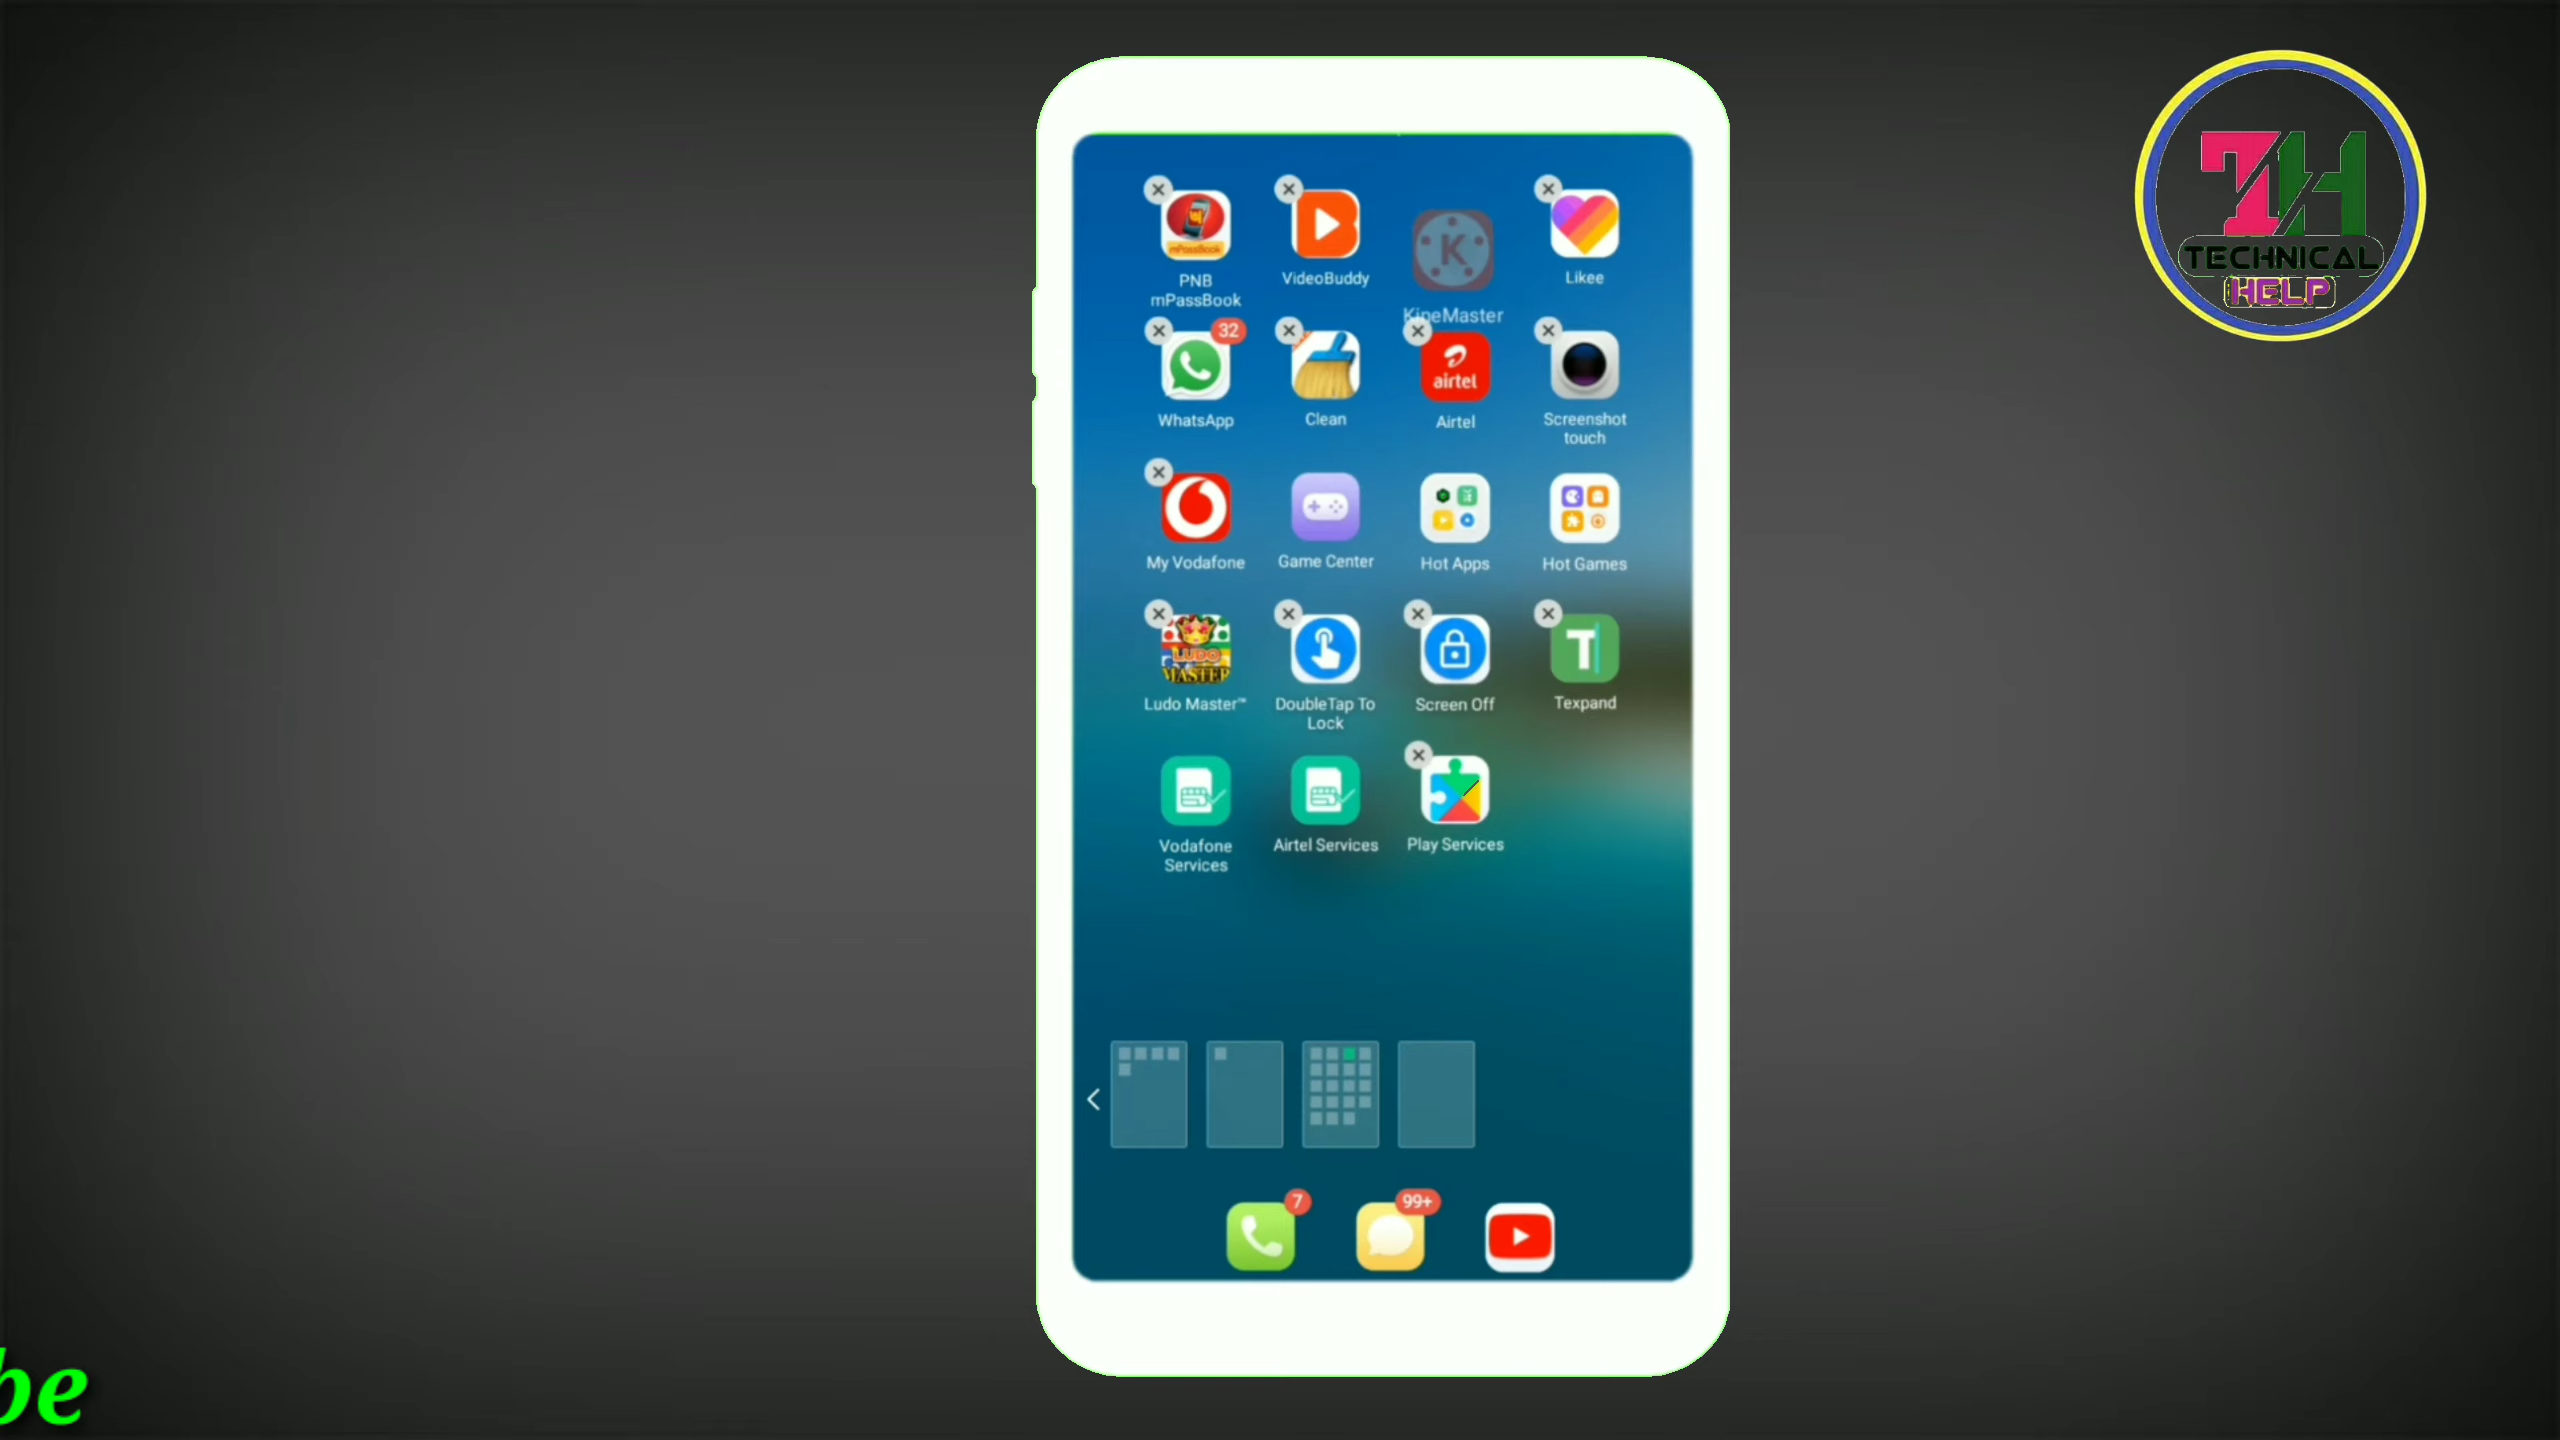 TH
TECHNICAL
HELP
mPassBook
PNB
mPassBook
VideoBuddy
K
KineMaster
Likee
32
WhatsApp
Clean
airtel
Airtel
Screenshot
touch
My Vodafone
Game Center
Hot Apps
Hot Games
LUDO
MASTER
Ludo Master™
DoubleTap To
Lock
Screen Off
T
Texpand
Vodafone
Services
Airtel Services
Play Services
7
99+
be